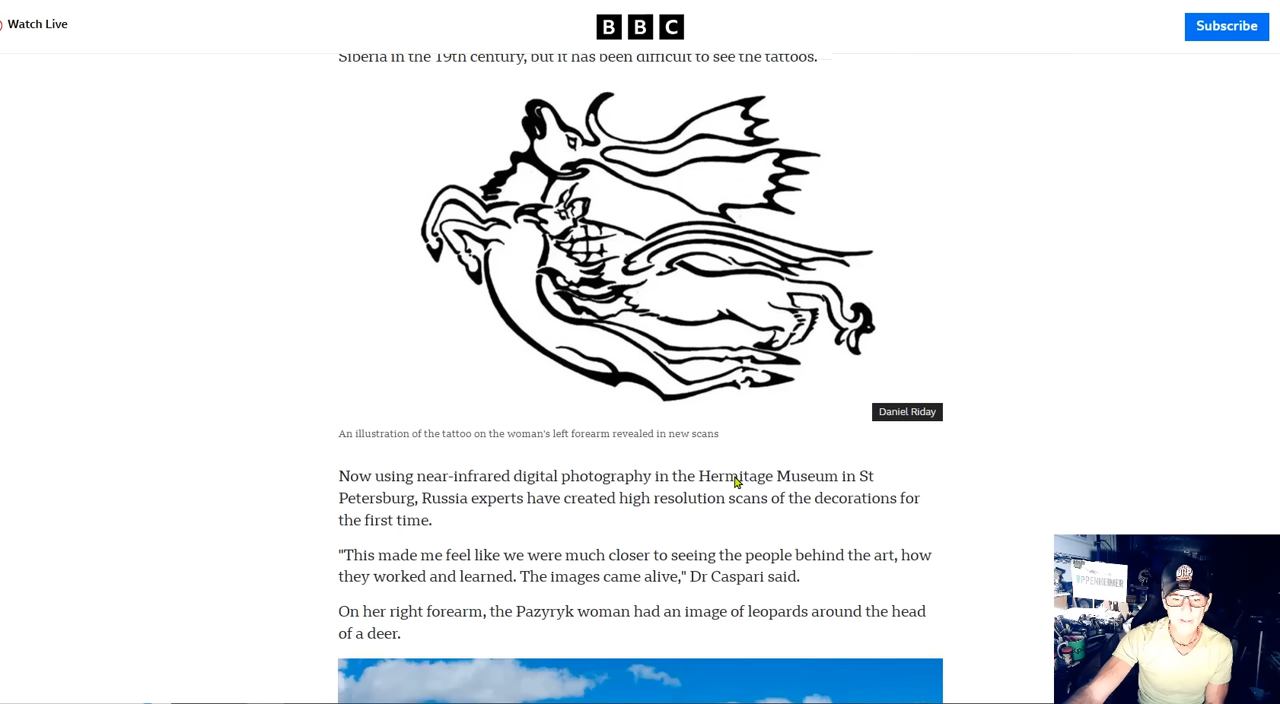 Watch Live
BBC
Subscribe
Siberia in the 19th century, but it has been difficult to see the tattoos.
Daniel Riday
An illustration of the tattoo on the woman's left forearm revealed in new scans
Now using near-infrared digital photography in the Hermitage Museum in St
Petersburg, Russia experts have created high resolution scans of the decorations for
the first time.
"This made me feel like we were much closer to seeing the people behind the art, how
they worked and learned. The images came alive," Dr Caspari said.
On her right forearm, the Pazyryk woman had an image of leopards around the head
of a deer.